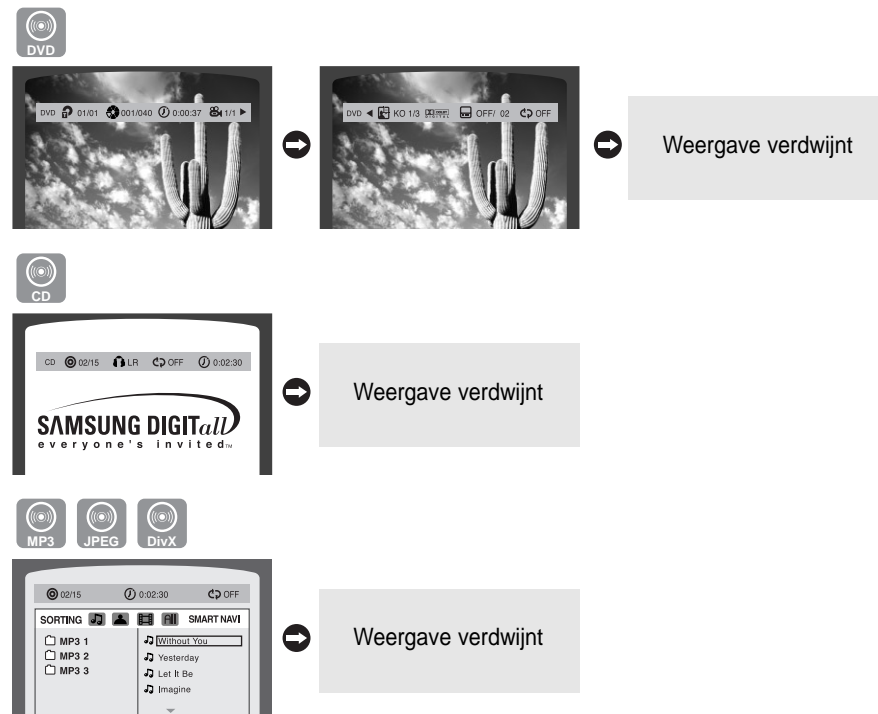 DVD
DVD 01/01 001/040 0:00:37 1/1
DVD KO 1/3 DIGITAL OFF/ 02 OFF
Weergave verdwijnt
CD
CD 02/15 LR OFF 0:02:30
Weergave verdwijnt
SAMSUNG DIGITall
everyone's invited™
MP3 JPEG DivX
02/15 0:02:30 OFF
SORTING All SMART NAVI
MP3 1 Without You
MP3 2 Yesterday
MP3 3 Let It Be
Imagine
Weergave verdwijnt